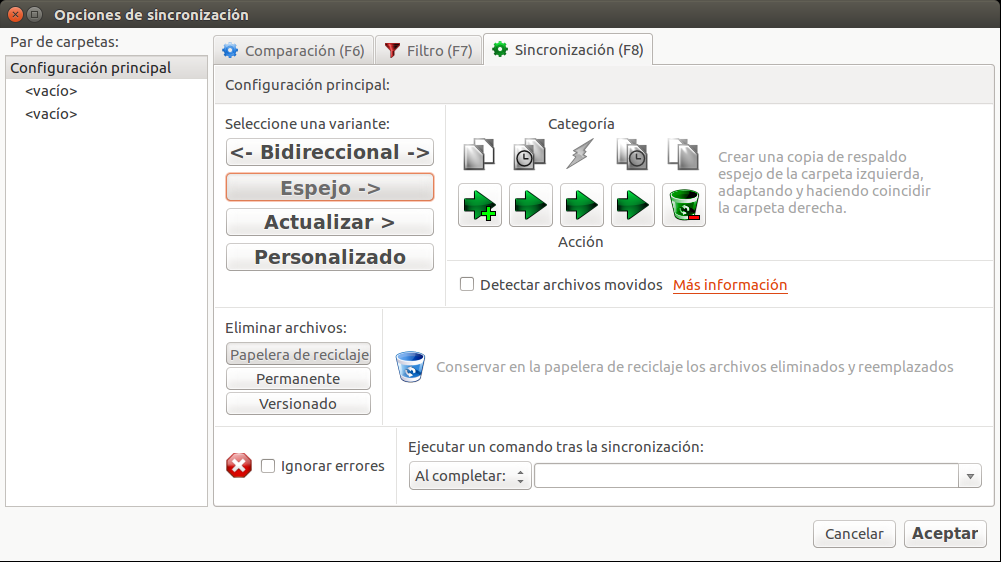 Opciones de sincronización
Par de carpetas:
Configuración principal
<vacío>
<vacío>
Comparación (F6)
Filtro (F7)
Sincronización (F8)
Configuración principal:
Seleccione una variante:
<- Bidireccional ->
Espejo ->
Actualizar >
Personalizado
Categoría
Acción
Crear una copia de respaldo
espejo de la carpeta izquierda,
adaptando y haciendo coincidir
la carpeta derecha.
Detectar archivos movidos Más información
Eliminar archivos:
Papelera de reciclaje
Permanente
Versionado
Conservar en la papelera de reciclaje los archivos eliminados y reemplazados
Ignorar errores
Ejecutar un comando tras la sincronización:
Al completar:
Cancelar
Aceptar